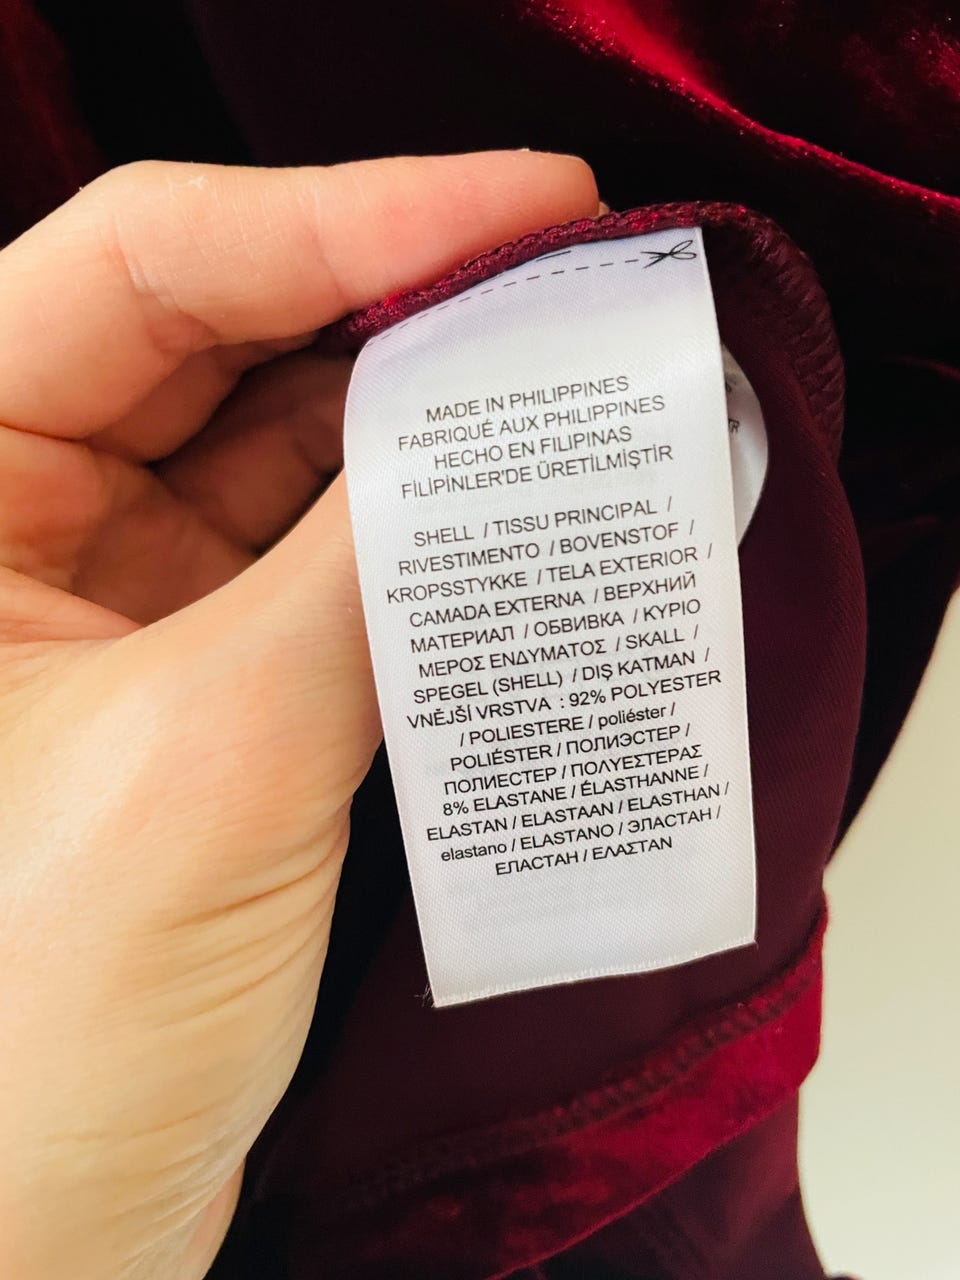 MADE IN PHILIPPINES
FABRIQUÉ AUX PHILIPPINES
HECHO EN FILIPINAS
FİLİPİNLER'DE ÜRETİLMİŞTİR
SHELL / TISSU PRINCIPAL /
RIVESTIMENTO / BOVENSTOF /
KROPSSTYKKE / TELA EXTERIOR /
CAMADA EXTERNA / ВЕРХНИЙ
МАТЕРИАЛ / ОБВИВКА / ΚΥΡΙΟ
ΜΕΡΟΣ ΕΝΔΥΜΑΤΟΣ / SKALL /
SPEGEL (SHELL) / DIŞ KATMAN /
VNĚJŠÍ VRSTVA : 92% POLYESTER
/ POLIESTERE / poliéster /
POLIÉSTER / ПОЛИЭСТЕР /
ПОЛИЕСТЕР / ΠΟΛΥΕΣΤΕΡΑΣ
8% ELASTANE / ÉLASTHANNE /
ELASTAN / ELASTAAN / ELASTHAN /
elastano / ELASTANO / ЭЛАСТАН /
ЕЛАСТАН / ΕΛΑΣΤΑΝ